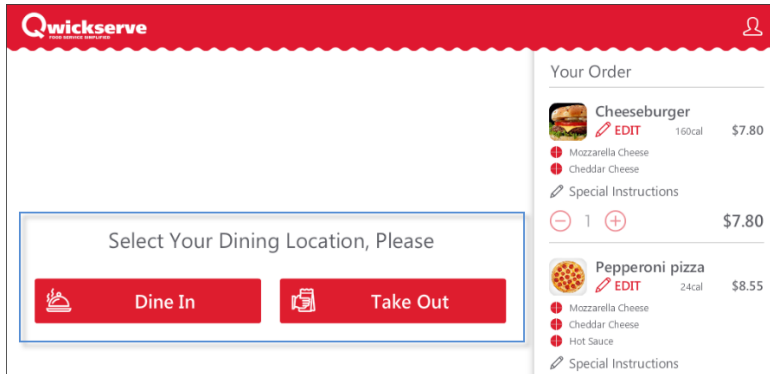 Qwickserve
FOOD SERVICE SIMPLIFIED
Select Your Dining Location, Please
Dine In
Take Out
Your Order
Cheeseburger
EDIT 160cal $7.80
Mozzarella Cheese
Cheddar Cheese
Special Instructions
1 $7.80
Pepperoni pizza
EDIT 24cal $8.55
Mozzarella Cheese
Cheddar Cheese
Hot Sauce
Special Instructions